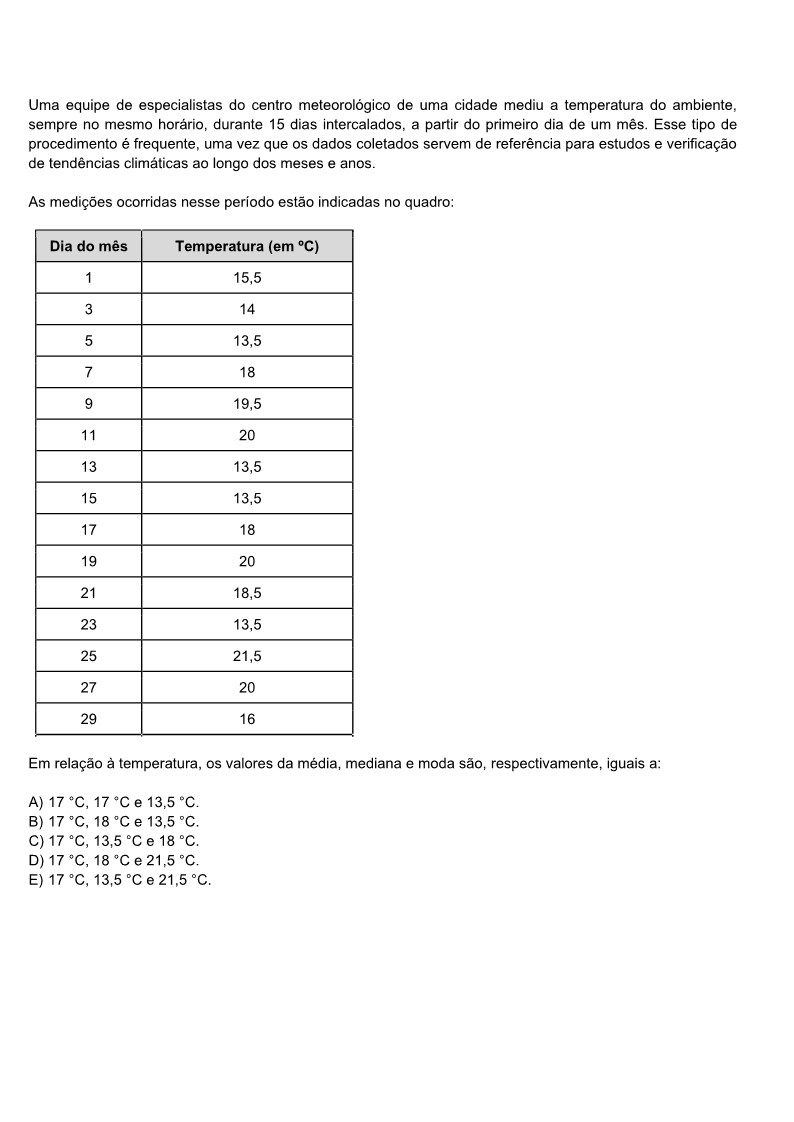 Uma equipe de especialistas do centro meteorológico de uma cidade mediu a temperatura do ambiente,
sempre no mesmo horário, durante 15 dias intercalados, a partir do primeiro dia de um mês. Esse tipo de
procedimento é frequente, uma vez que os dados coletados servem de referência para estudos e verificação
de tendências climáticas ao longo dos meses e anos.
As medições ocorridas nesse período estão indicadas no quadro:
Dia do mês Temperatura (em ºC)
1 15,5
3 14
5 13,5
7 18
9 19,5
11 20
13 13,5
15 13,5
17 18
19 20
21 18,5
23 13,5
25 21,5
27 20
29 16
Em relação à temperatura, os valores da média, mediana e moda são, respectivamente, iguais a:
A) 17 °C, 17 °C e 13,5 °C.
B) 17 °C, 18 °C e 13,5 °C.
C) 17 °C, 13,5 °C e 18 °C.
D) 17 °C, 18 °C e 21,5 °C.
E) 17 °C, 13,5 °C e 21,5 °C.